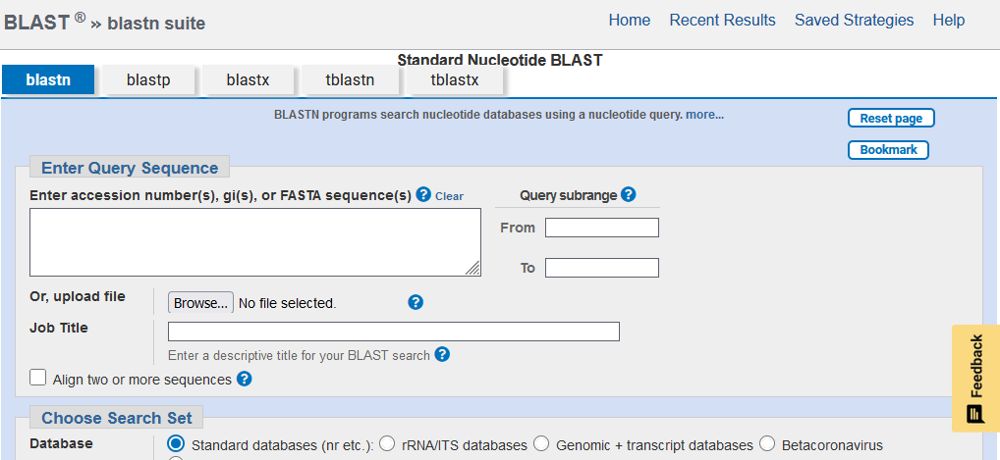 BLAST ® » blastn suite
Home Recent Results Saved Strategies Help
Standard Nucleotide BLAST
blastn blastp blastx tblastn tblastx
BLASTN programs search nucleotide databases using a nucleotide query. more...
Reset page
Bookmark
Enter Query Sequence
Enter accession number(s), gi(s), or FASTA sequence(s) ? Clear
Query subrange ?
From
To
Or, upload file
Browse... No file selected. ?
Job Title
Enter a descriptive title for your BLAST search ?
Align two or more sequences ?
Feedback
Choose Search Set
Database
Standard databases (nr etc.): rRNA/ITS databases Genomic + transcript databases Betacoronavirus